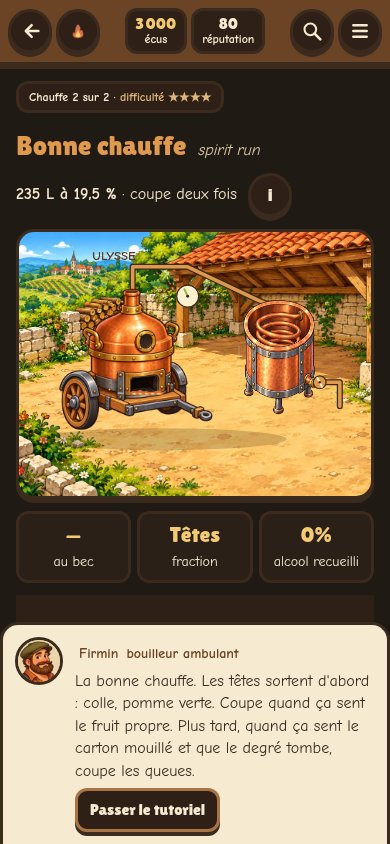 3 000
écus
80
réputation
Chauffe 2 sur 2 · difficulté ★★★★
Bonne chauffe spirit run
235 L à 19,5 % · coupe deux fois
i
ULYSSE
—
au bec
Têtes
fraction
0%
alcool recueilli
Firmin bouilleur ambulant
La bonne chauffe. Les têtes sortent d'abord
: colle, pomme verte. Coupe quand ça sent
le fruit propre. Plus tard, quand ça sent le
carton mouillé et que le degré tombe,
coupe les queues.
Passer le tutoriel